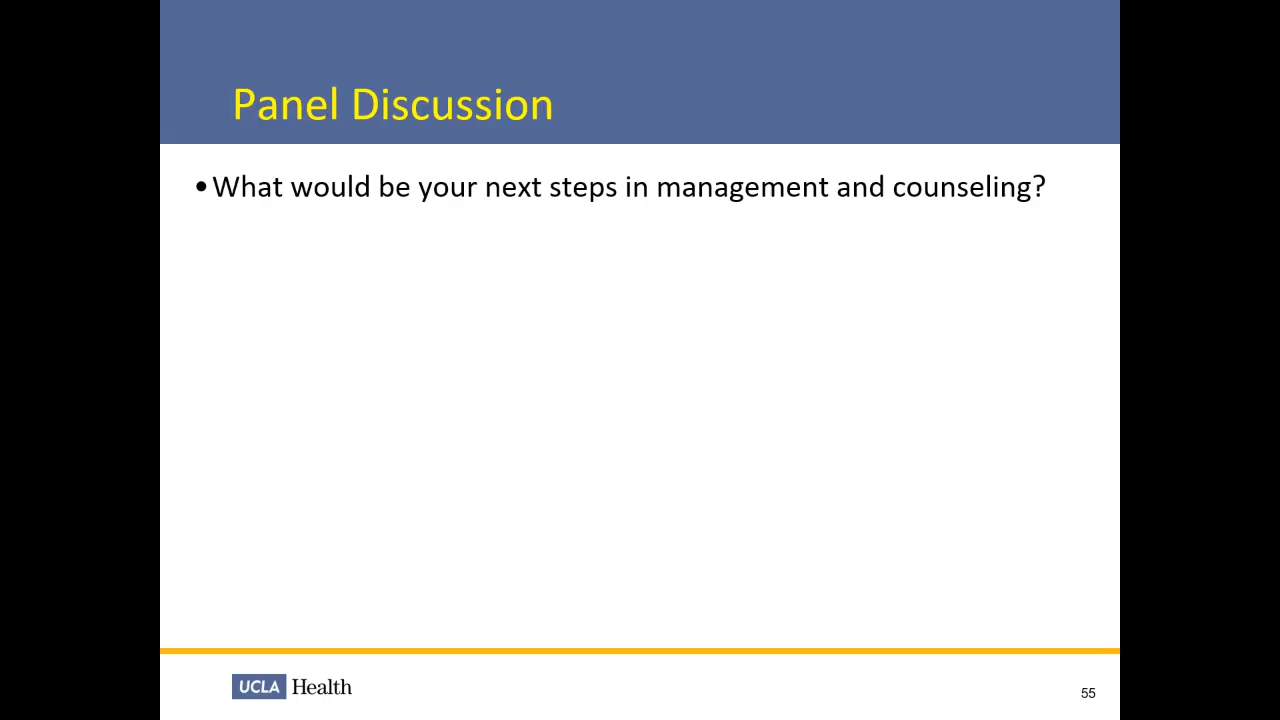 Panel Discussion
•What would be your next steps in management and counseling?
UCLA Health
55